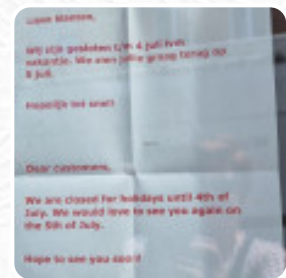 Lieve klanten,
Wij zijn gesloten t/m 4 juli ivm
vakantie. We zien jullie graag terug op
5 juli.
Hopelijk tot snel!
Dear customers,
We are closed for holidays until 4th of
July. We would love to see you again on
the 5th of July.
Hope to see you soon!